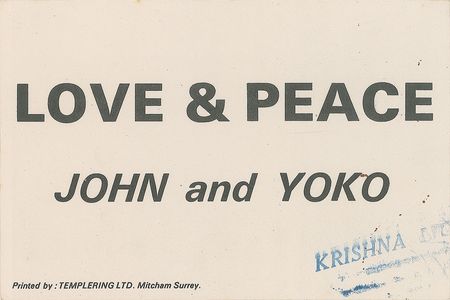 LOVE & PEACE
JOHN and YOKO
KRISHNA
Printed by : TEMPLERING LTD. Mitcham Surrey.